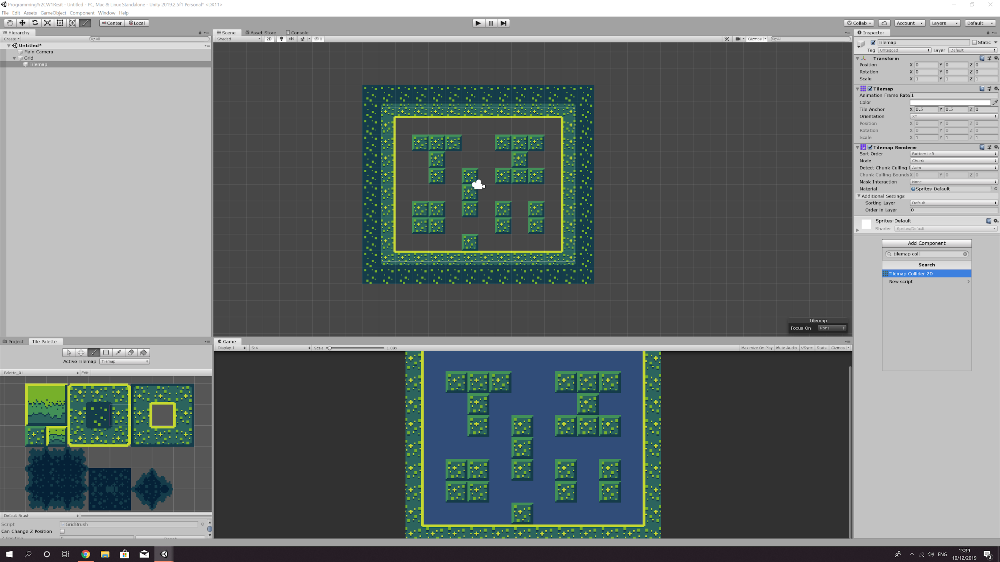 ProgrammingYr2CW1Resit - Untitled - PC, Mac & Linux Standalone - Unity 2019.2.5f1 Personal* <DX11>
File Edit Assets GameObject Component Window Help
Center Local Collab Account Layers Default
Hierarchy
Create All
Untitled*
Main Camera
Grid
Tilemap
Scene Asset Store Console
Shaded 2D 0 Gizmos All
Tilemap
Focus On None
Inspector
Tilemap Static
Tag Untagged Layer Default
Transform
Position X 0 Y 0 Z 0
Rotation X 0 Y 0 Z 0
Scale X 1 Y 1 Z 1
Tilemap
Animation Frame Rate 1
Color
Tile Anchor X 0.5 Y 0.5 Z 0
Orientation XY
Position X 0 Y 0 Z 0
Rotation X 0 Y 0 Z 0
Scale X 1 Y 1 Z 1
Tilemap Renderer
Sort Order Bottom Left
Mode Chunk
Detect Chunk Culling Auto
Chunk Culling Bounds X 0 Y 0 Z 0
Mask Interaction None
Material Sprites-Default
Additional Settings
Sorting Layer Default
Order in Layer 0
Sprites-Default
Shader Sprites/Default
Add Component
tilemap coll
Search
Tilemap Collider 2D
New script
Project Tile Palette
Active Tilemap Tilemap
Palette_01 Edit
Default Brush
Script GridBrush
Can Change Z Position
Z Position 0 Reset
Game
Display 1 5:4 Scale 1.09x Maximize On Play Mute Audio VSync Stats Gizmos
ENG
13:39
10/12/2019
3